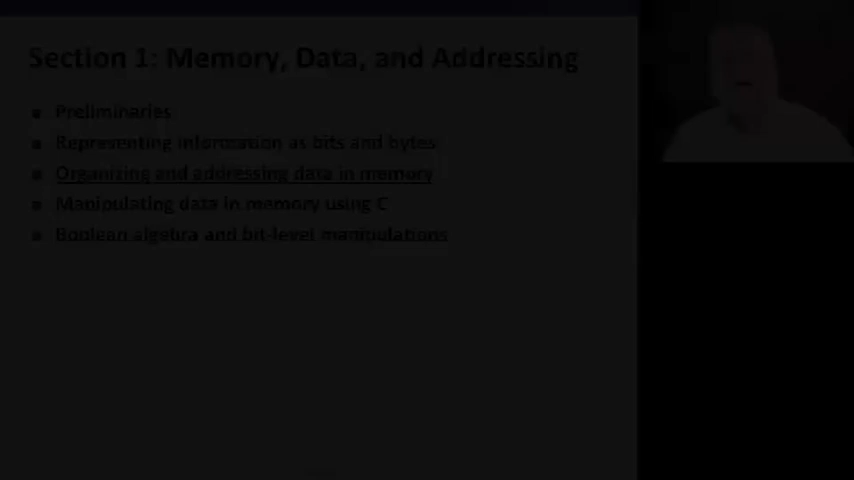 Section 1: Memory, Data, and Addressing
Preliminaries
Representing information as bits and bytes
Organizing and addressing data in memory
Manipulating data in memory using C
Boolean algebra and bit-level manipulations